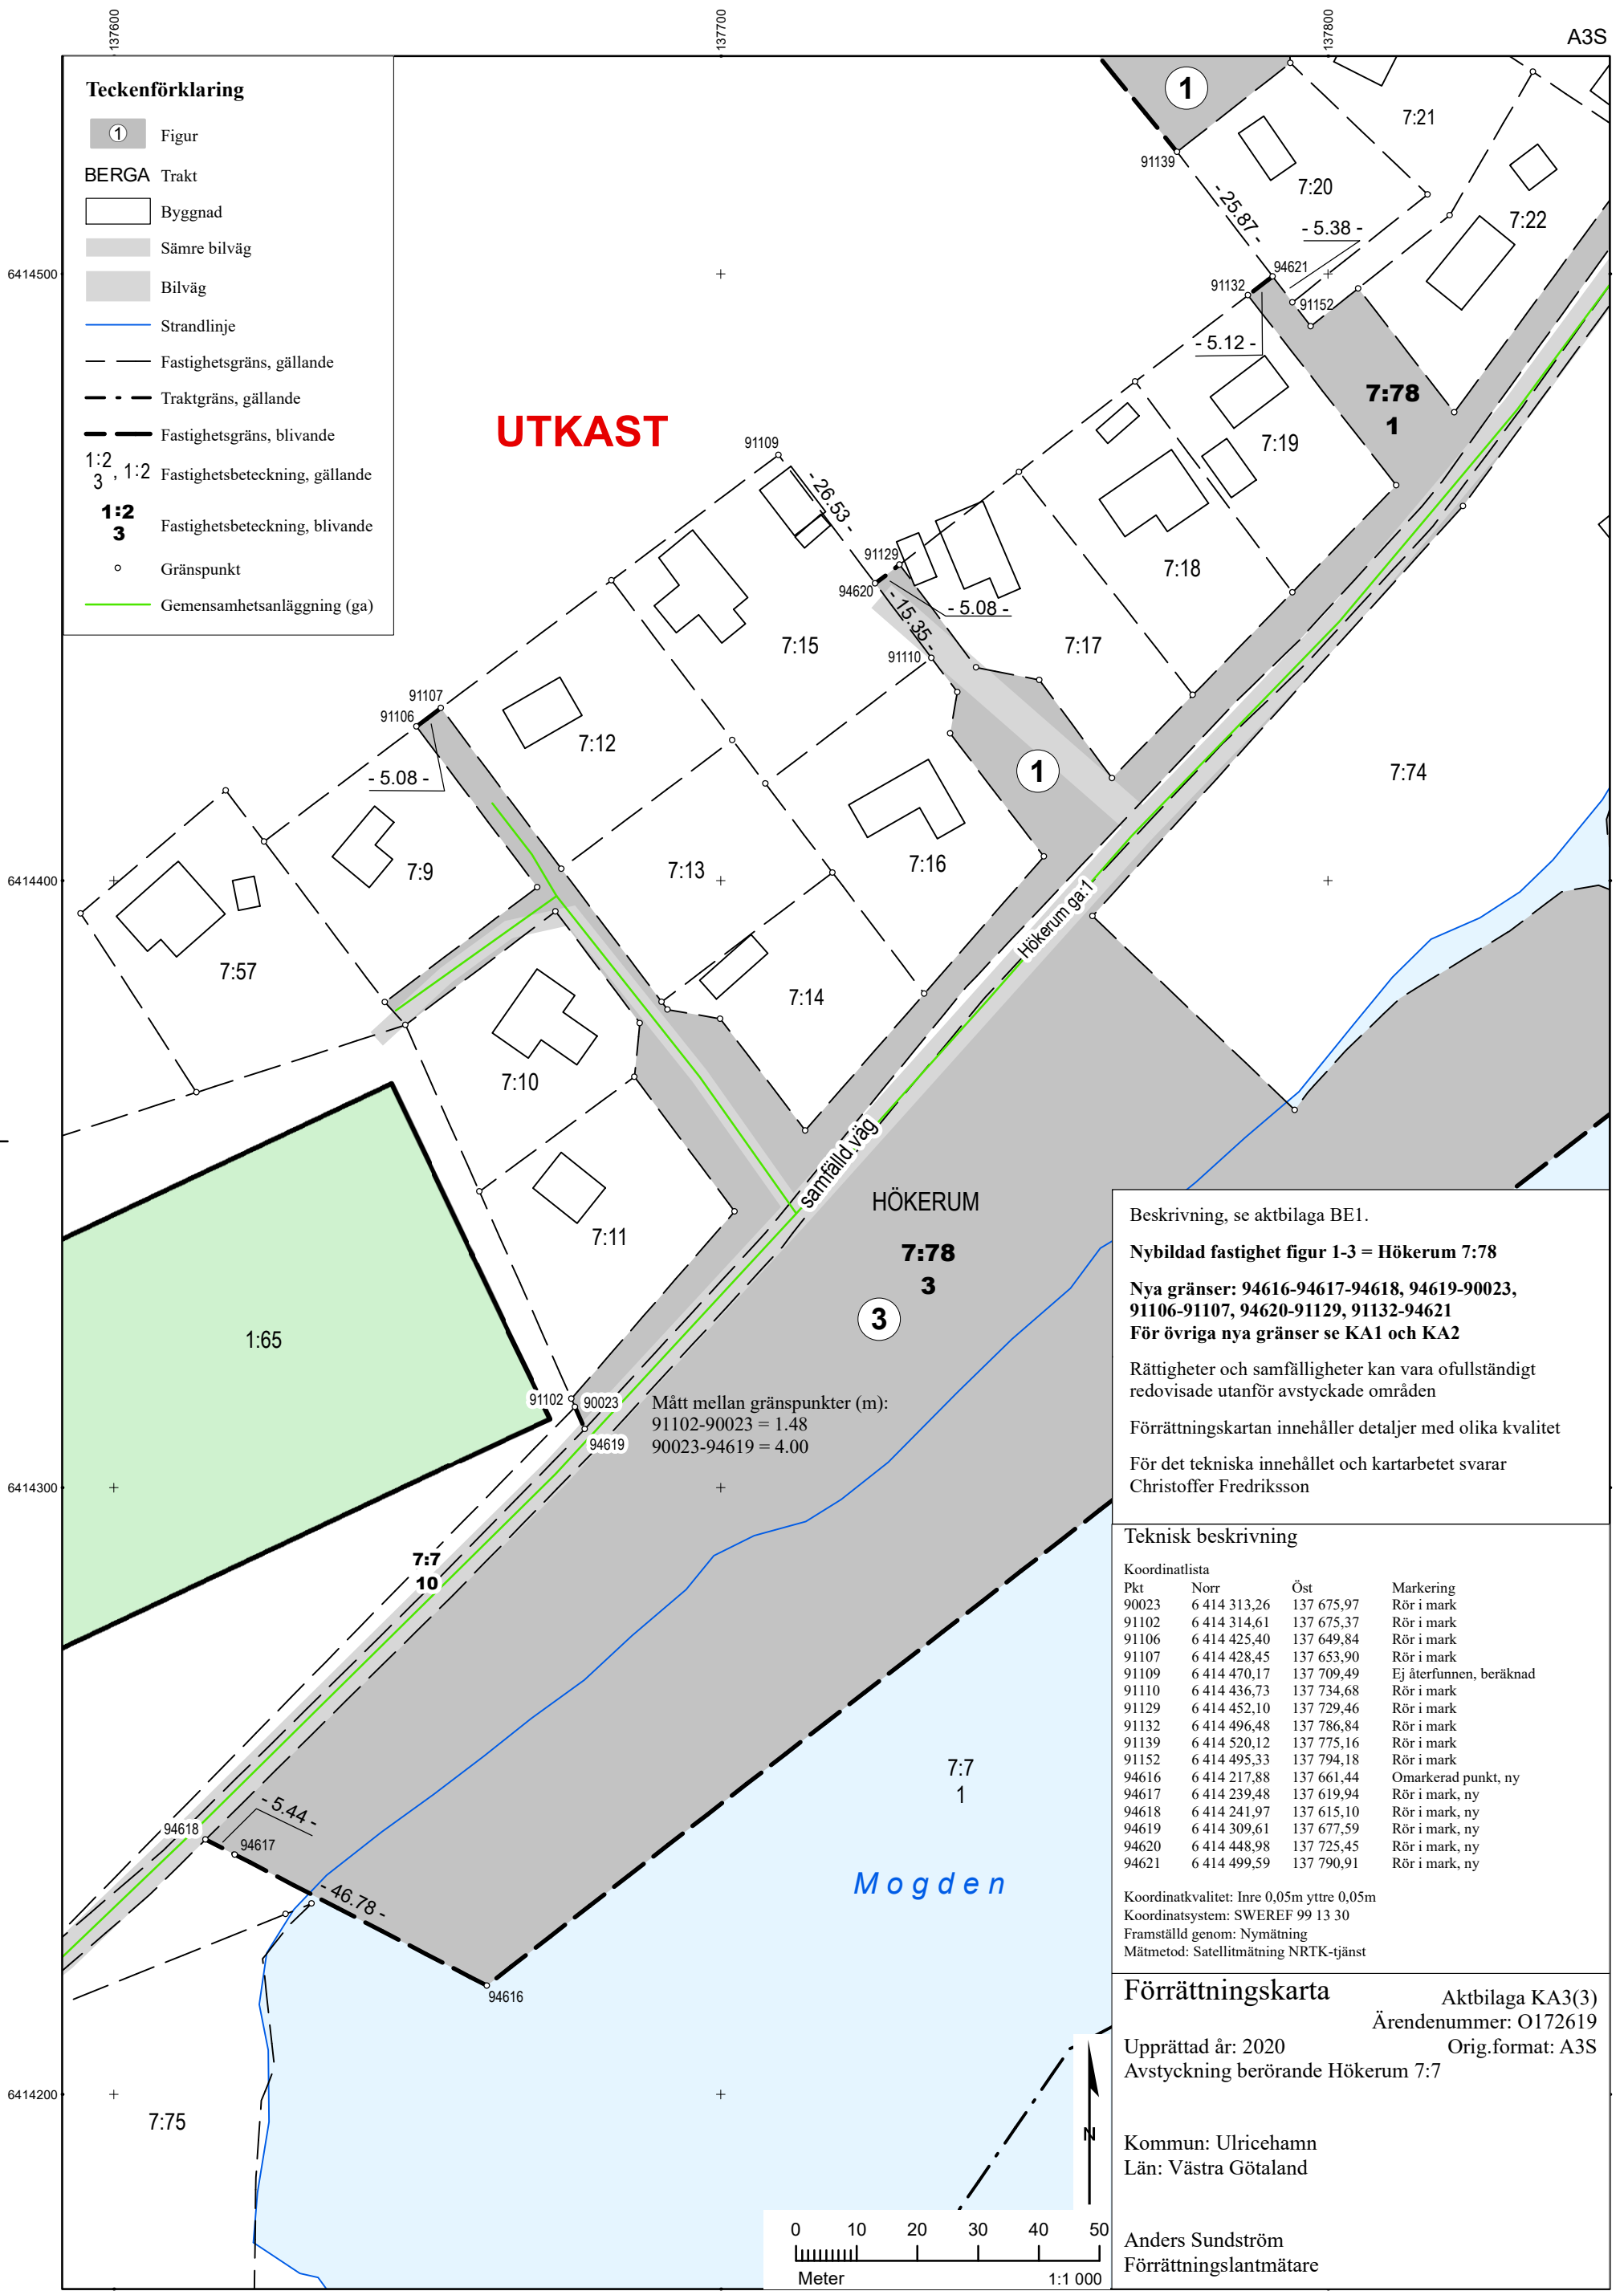 137600
137700
137800
A3S
Teckenförklaring
1 Figur
BERGA Trakt
Byggnad
Sämre bilväg
Bilväg
Strandlinje
Fastighetsgräns, gällande
Traktgräns, gällande
Fastighetsgräns, blivande
1:2
3 , 1:2 Fastighetsbeteckning, gällande
1:2
3
Fastighetsbeteckning, blivande
Gränspunkt
Gemensamhetsanläggning (ga)
6414500
6414400
6414300
6414200
UTKAST
1
91139
7:21
7:20
7:22
- 25.87 -
- 5.38 -
94621
91132
91152
- 5.12 -
7:78
1
7:19
91109
- 26.53 -
91129
94620
- 5.08 -
- 15.35 -
91110
7:18
7:17
7:15
91107
91106
7:12
- 5.08 -
1
7:74
7:9
7:13
7:16
7:57
7:14
Hökerum ga:1
7:10
samfälld väg
HÖKERUM
7:78
3
3
7:11
1:65
91102
90023
94619
Mått mellan gränspunkter (m):
91102-90023 = 1.48
90023-94619 = 4.00
7:7
10
- 5.44 -
94618
94617
- 46.78 -
94616
7:7
1
Mogden
7:75
Beskrivning, se aktbilaga BE1.
Nybildad fastighet figur 1-3 = Hökerum 7:78
Nya gränser: 94616-94617-94618, 94619-90023,
91106-91107, 94620-91129, 91132-94621
För övriga nya gränser se KA1 och KA2
Rättigheter och samfälligheter kan vara ofullständigt
redovisade utanför avstyckade områden
Förrättningskartan innehåller detaljer med olika kvalitet
För det tekniska innehållet och kartarbetet svarar
Christoffer Fredriksson
Teknisk beskrivning
Koordinatlista
Pkt Norr Öst Markering
90023 6 414 313,26 137 675,97 Rör i mark
91102 6 414 314,61 137 675,37 Rör i mark
91106 6 414 425,40 137 649,84 Rör i mark
91107 6 414 428,45 137 653,90 Rör i mark
91109 6 414 470,17 137 709,49 Ej återfunnen, beräknad
91110 6 414 436,73 137 734,68 Rör i mark
91129 6 414 452,10 137 729,46 Rör i mark
91132 6 414 496,48 137 786,84 Rör i mark
91139 6 414 520,12 137 775,16 Rör i mark
91152 6 414 495,33 137 794,18 Rör i mark
94616 6 414 217,88 137 661,44 Omarkerad punkt, ny
94617 6 414 239,48 137 619,94 Rör i mark, ny
94618 6 414 241,97 137 615,10 Rör i mark, ny
94619 6 414 309,61 137 677,59 Rör i mark, ny
94620 6 414 448,98 137 725,45 Rör i mark, ny
94621 6 414 499,59 137 790,91 Rör i mark, ny
Koordinatkvalitet: Inre 0,05m yttre 0,05m
Koordinatsystem: SWEREF 99 13 30
Framställd genom: Nymätning
Mätmetod: Satellitmätning NRTK-tjänst
Förrättningskarta
Aktbilaga KA3(3)
Ärendenummer: O172619
Upprättad år: 2020 Orig.format: A3S
Avstyckning berörande Hökerum 7:7
Kommun: Ulricehamn
Län: Västra Götaland
Anders Sundström
Förrättningslantmätare
N
0 10 20 30 40 50
Meter 1:1 000